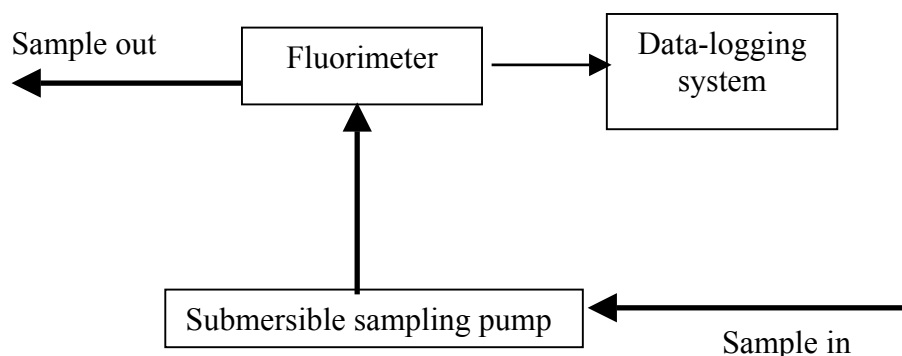 Sample out
Fluorimeter
Data-logging
system
Submersible sampling pump
Sample in